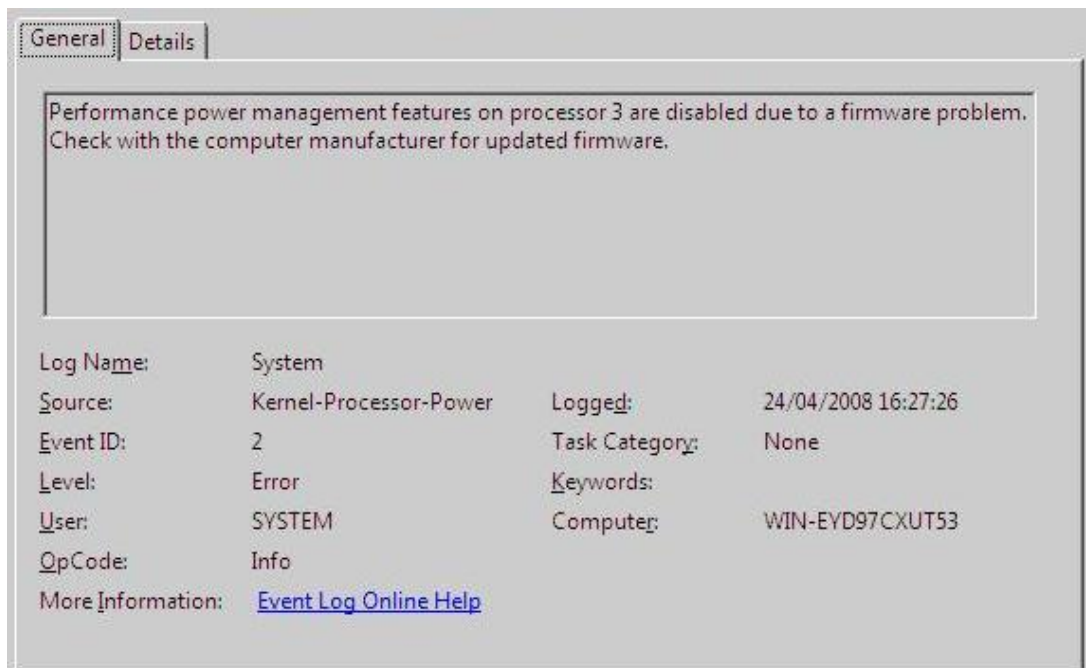 General Details
Performance power management features on processor 3 are disabled due to a firmware problem.
Check with the computer manufacturer for updated firmware.
Log Name: System
Source: Kernel-Processor-Power Logged: 24/04/2008 16:27:26
Event ID: 2 Task Category: None
Level: Error Keywords:
User: SYSTEM Computer: WIN-EYD97CXUT53
OpCode: Info
More Information: Event Log Online Help